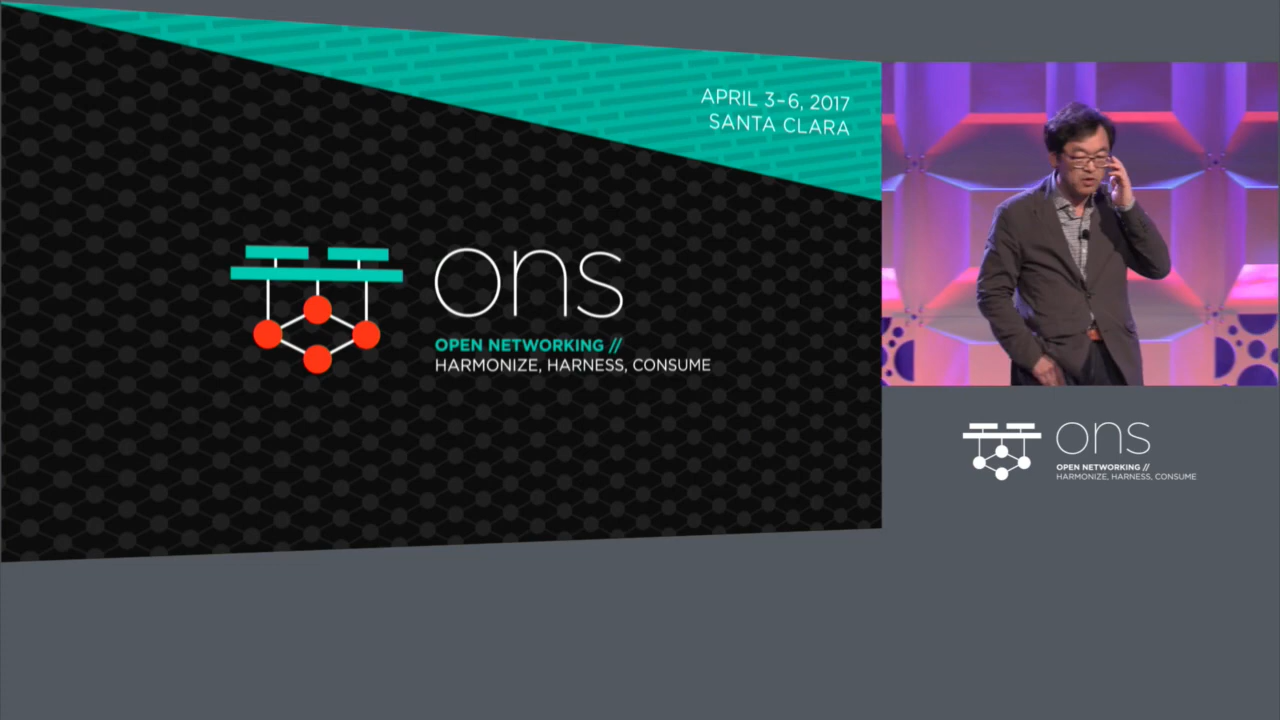 APRIL 3–6, 2017
SANTA CLARA
ons
OPEN NETWORKING //
HARMONIZE, HARNESS, CONSUME
ons
OPEN NETWORKING //
HARMONIZE, HARNESS, CONSUME